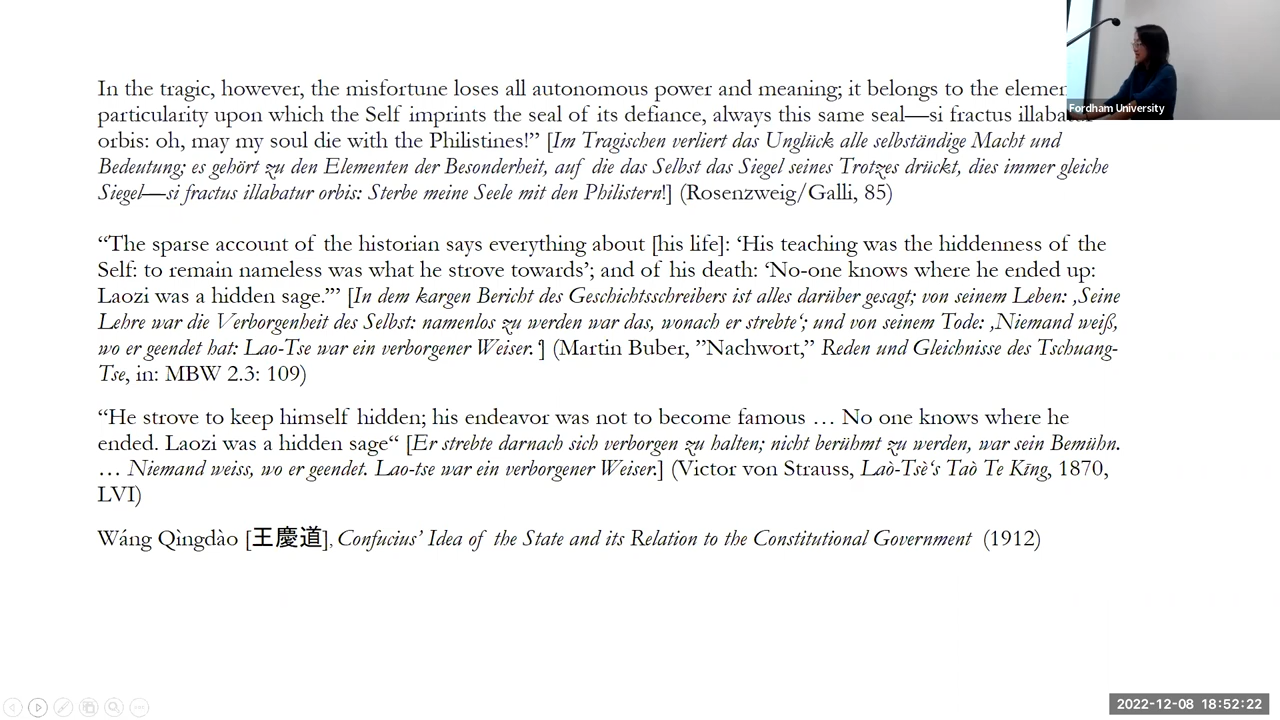 In the tragic, however, the misfortune loses all autonomous power and meaning; it belongs to the elemen
particularity upon which the Self imprints the seal of its defiance, always this same seal—si fractus illabatur
orbis: oh, may my soul die with the Philistines!” [Im Tragischen verliert das Unglück alle selbständige Macht und
Bedeutung; es gehört zu den Elementen der Besonderheit, auf die das Selbst das Siegel seines Trotzes drückt, dies immer gleiche
Siegel—si fractus illabatur orbis: Sterbe meine Seele mit den Philistern!] (Rosenzweig/Galli, 85)
“The sparse account of the historian says everything about [his life]: ‘His teaching was the hiddenness of the
Self: to remain nameless was what he strove towards’; and of his death: ‘No-one knows where he ended up:
Laozi was a hidden sage.’” [In dem kargen Bericht des Geschichtsschreibers ist alles darüber gesagt; von seinem Leben: ‚Seine
Lehre war die Verborgenheit des Selbst: namenlos zu werden war das, wonach er strebte‘; und von seinem Tode: ‚Niemand weiß,
wo er geendet hat: Lao-Tse war ein verborgener Weiser.‘] (Martin Buber, ”Nachwort,” Reden und Gleichnisse des Tschuang-
Tse, in: MBW 2.3: 109)
“He strove to keep himself hidden; his endeavor was not to become famous … No one knows where he
ended. Laozi was a hidden sage“ [Er strebte darnach sich verborgen zu halten; nicht berühmt zu werden, war sein Bemühn.
… Niemand weiss, wo er geendet. Lao-tse war ein verborgener Weiser.] (Victor von Strauss, Laò-Tsè‘s Taò Te Kīng, 1870,
LVI)
Wáng Qìngdào [王慶道], Confucius’ Idea of the State and its Relation to the Constitutional Government (1912)
Fordham University
2022-12-08 18:52:22